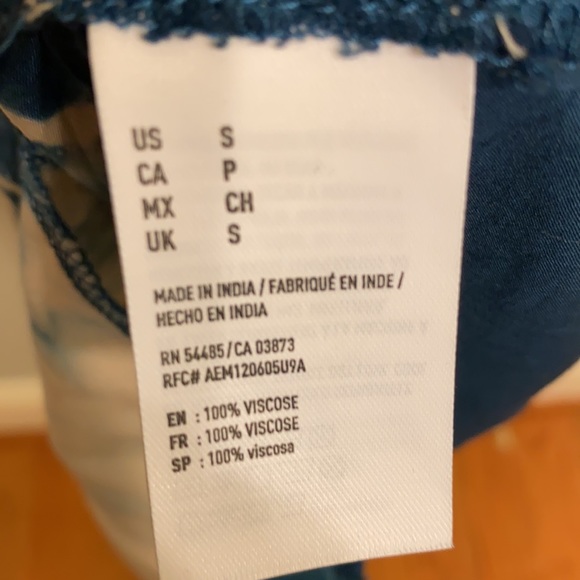 US S
CA P
MX CH
UK S
MADE IN INDIA / FABRIQUÉ EN INDE /
HECHO EN INDIA
RN 54485/CA 03873
RFC# AEM120605U9A
EN : 100% VISCOSE
FR : 100% VISCOSE
SP : 100% viscosa